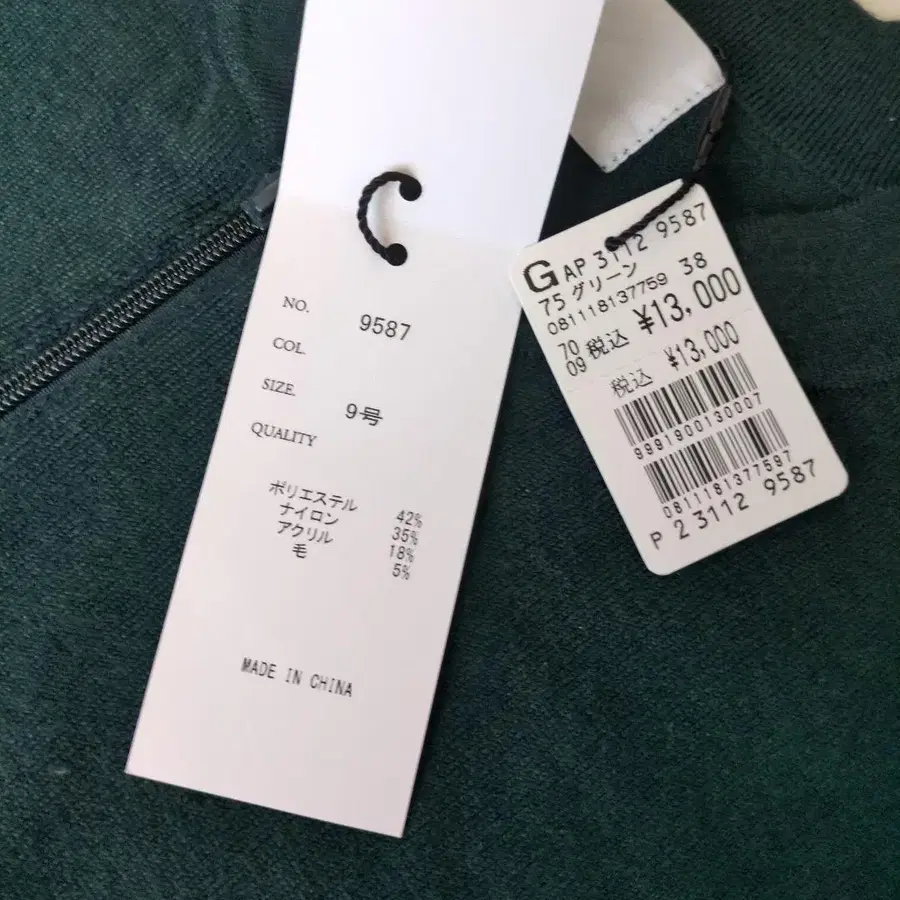 NO. 9587
COL.
SIZE. 9号
QUALITY
ポリエステル 42%
ナイロン 35%
アクリル 18%
毛 5%
MADE IN CHINA
G AP 3112 9587
75 グリーン 38
081118137759
70
09 税込 ¥13,000
税込 ¥13,000
9991900130007
0811181377597
P 2 3112 9587